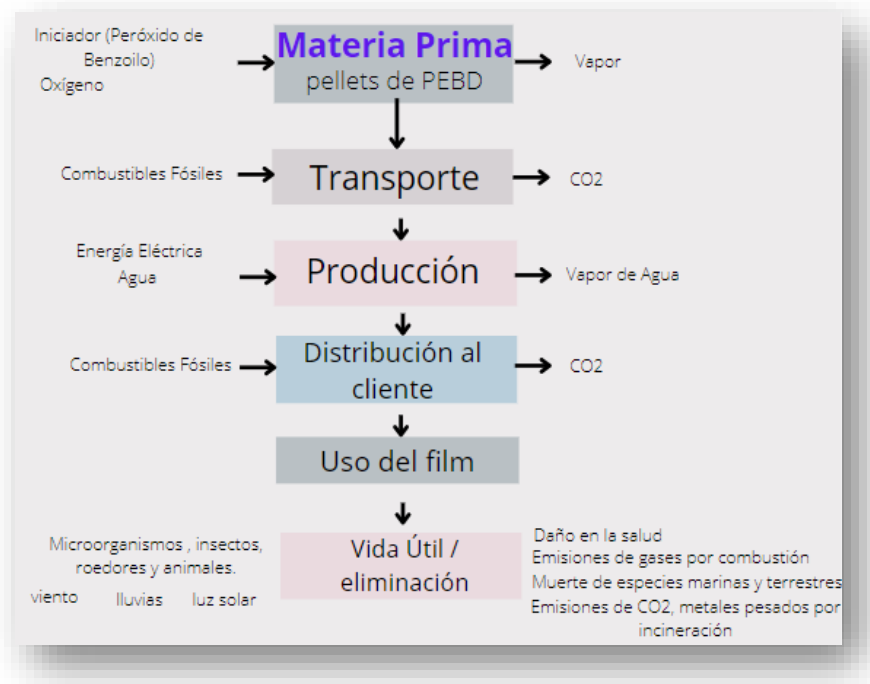 Iniciador (Peróxido de
Benzoilo)
Oxígeno
Materia Prima
pellets de PEBD
Vapor
Combustibles Fósiles
Transporte
CO2
Energía Eléctrica
Agua
Producción
Vapor de Agua
Combustibles Fósiles
Distribución al
cliente
CO2
Uso del film
Microorganismos , insectos,
roedores y animales.
viento
lluvias
luz solar
Vida Útil /
eliminación
Daño en la salud
Emisiones de gases por combustión
Muerte de especies marinas y terrestres
Emisiones de CO2, metales pesados por
incineración